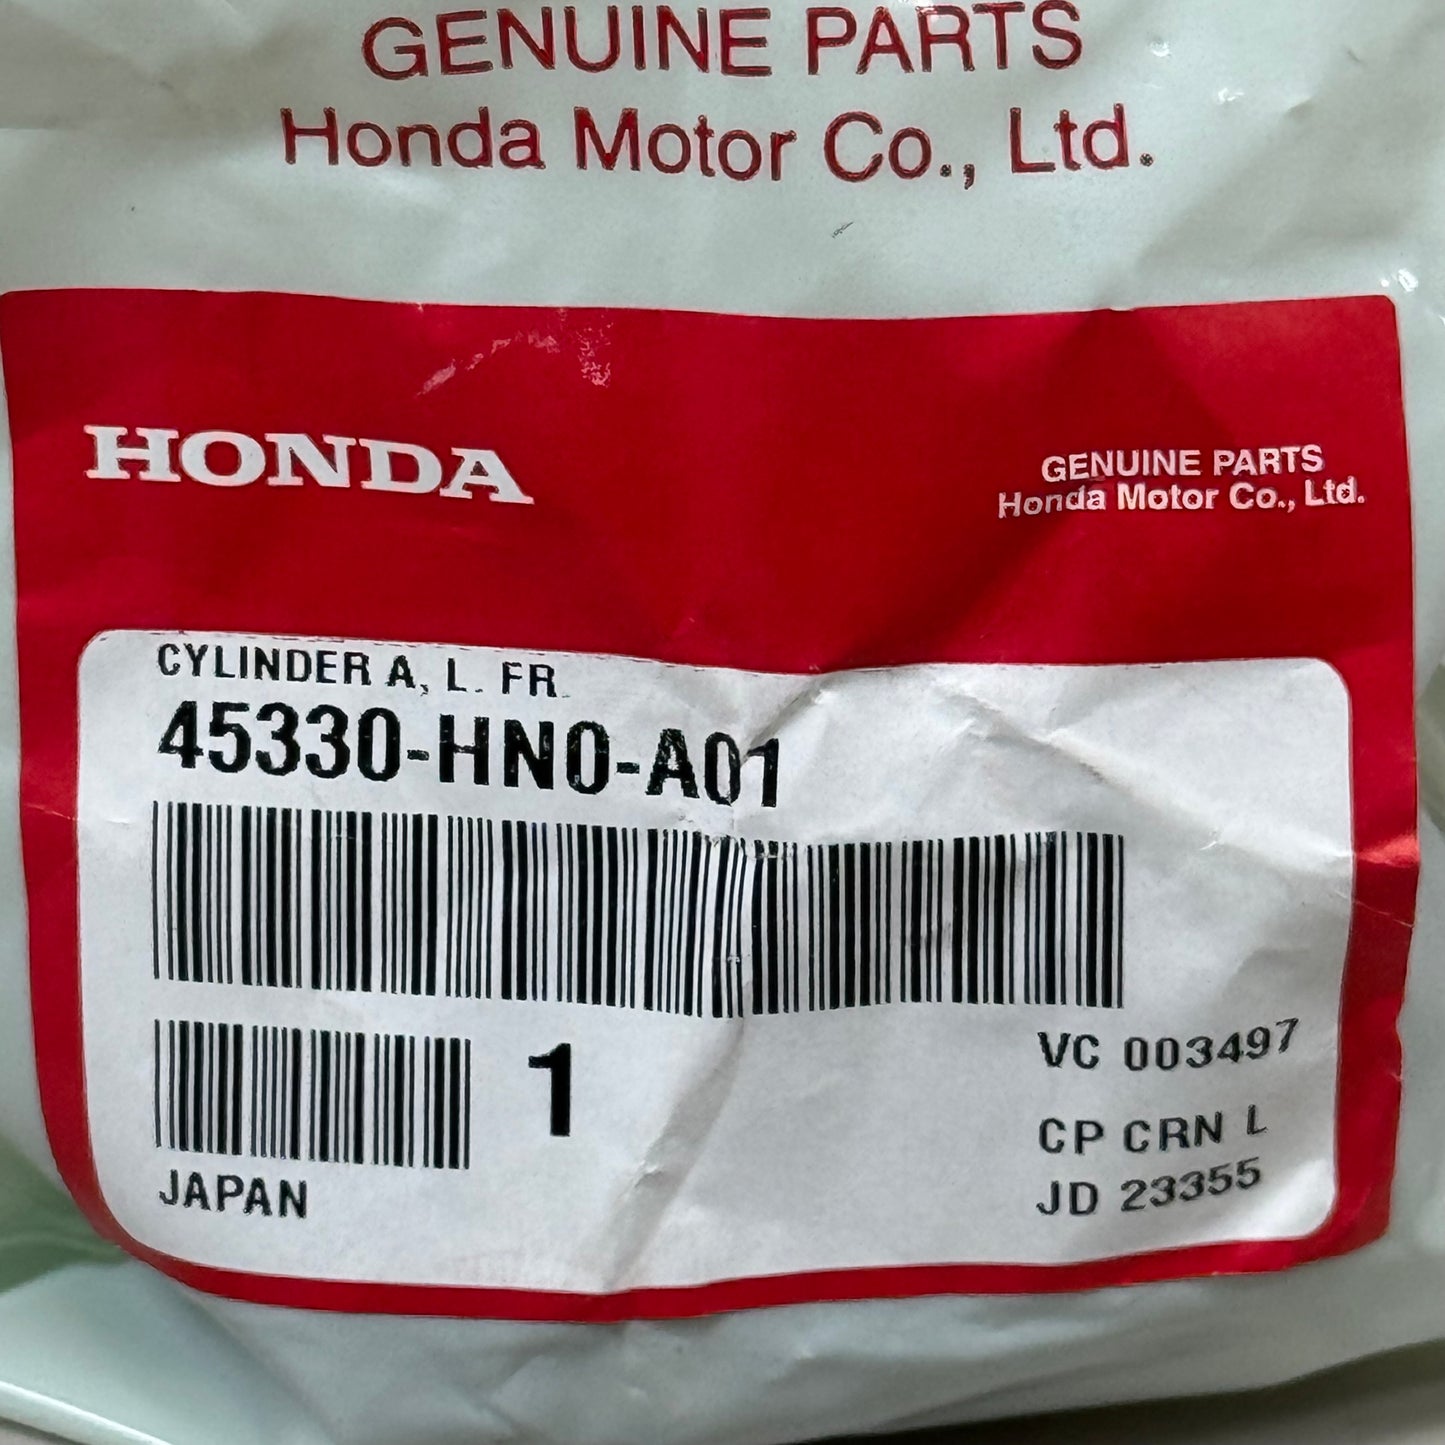 GENUINE PARTS
Honda Motor Co., Ltd.
HONDA
GENUINE PARTS
Honda Motor Co., Ltd.
CYLINDER A, L. FR.
45330-HN0-A01
1
VC 003497
CP CRN L
JD 23355
JAPAN